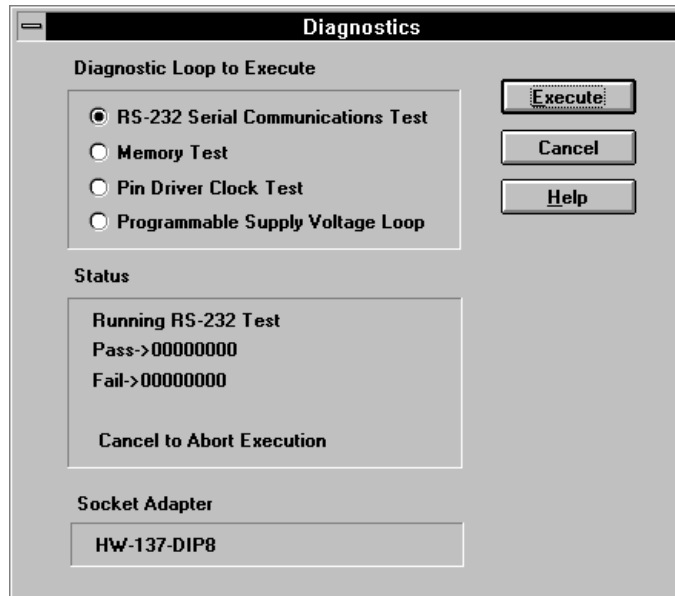 Diagnostics
Diagnostic Loop to Execute
RS-232 Serial Communications Test
Memory Test
Pin Driver Clock Test
Programmable Supply Voltage Loop
Execute
Cancel
Help
Status
Running RS-232 Test
Pass->00000000
Fail->00000000
Cancel to Abort Execution
Socket Adapter
HW-137-DIP8